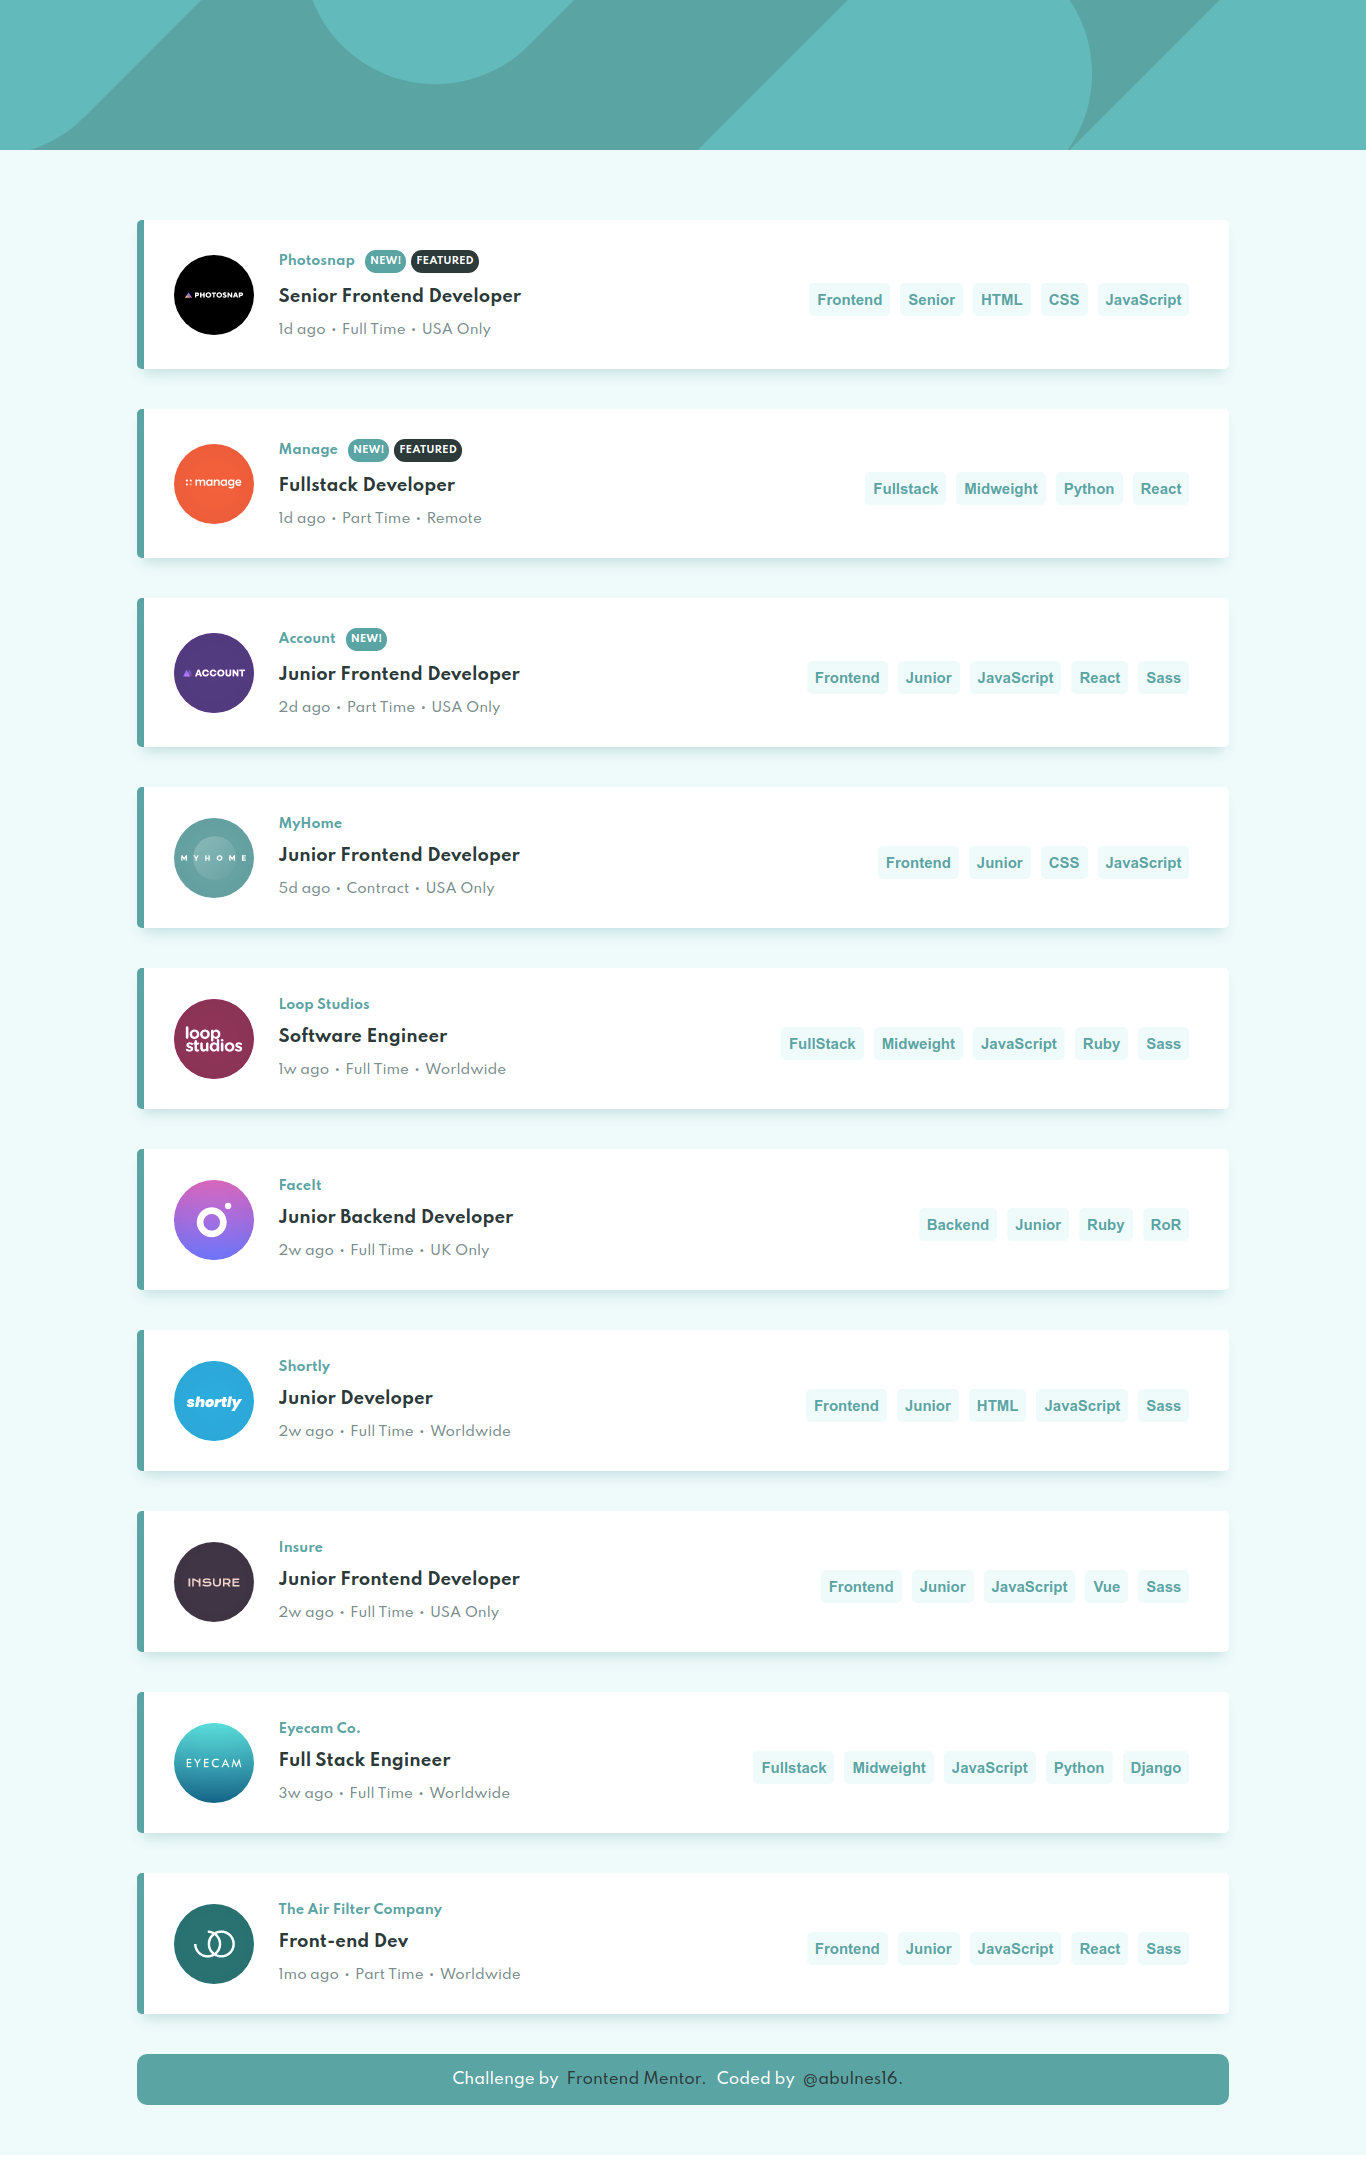 PHOTOSNAP
Photosnap NEW! FEATURED
Senior Frontend Developer
1d ago • Full Time • USA Only
Frontend Senior HTML CSS JavaScript
manage
Manage NEW! FEATURED
Fullstack Developer
1d ago • Part Time • Remote
Fullstack Midweight Python React
ACCOUNT
Account NEW!
Junior Frontend Developer
2d ago • Part Time • USA Only
Frontend Junior JavaScript React Sass
MYHOME
MyHome
Junior Frontend Developer
5d ago • Contract • USA Only
Frontend Junior CSS JavaScript
loop
studios
Loop Studios
Software Engineer
1w ago • Full Time • Worldwide
FullStack Midweight JavaScript Ruby Sass
FaceIt
Junior Backend Developer
2w ago • Full Time • UK Only
Backend Junior Ruby RoR
shortly
Shortly
Junior Developer
2w ago • Full Time • Worldwide
Frontend Junior HTML JavaScript Sass
INSURE
Insure
Junior Frontend Developer
2w ago • Full Time • USA Only
Frontend Junior JavaScript Vue Sass
EYECAM
Eyecam Co.
Full Stack Engineer
3w ago • Full Time • Worldwide
Fullstack Midweight JavaScript Python Django
The Air Filter Company
Front-end Dev
1mo ago • Part Time • Worldwide
Frontend Junior JavaScript React Sass
Challenge by Frontend Mentor. Coded by @abulnes16.